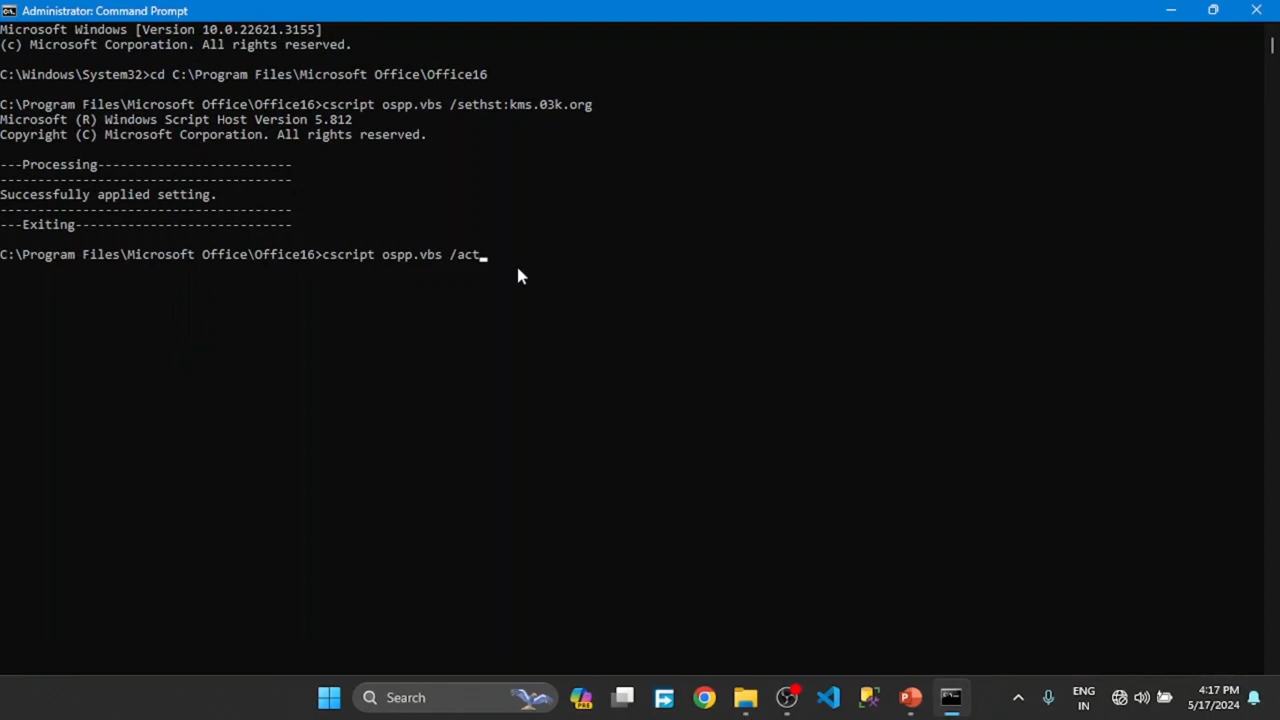 Administrator: Command Prompt
Microsoft Windows [Version 10.0.22621.3155]
(c) Microsoft Corporation. All rights reserved.
C:\Windows\System32>cd C:\Program Files\Microsoft Office\Office16
C:\Program Files\Microsoft Office\Office16>cscript ospp.vbs /sethst:kms.03k.org
Microsoft (R) Windows Script Host Version 5.812
Copyright (C) Microsoft Corporation. All rights reserved.
---Processing--------------------------
---------------------------------------
Successfully applied setting.
---------------------------------------
---Exiting-----------------------------
C:\Program Files\Microsoft Office\Office16>cscript ospp.vbs /act
Search
PRE
ENG
IN
4:17 PM
5/17/2024